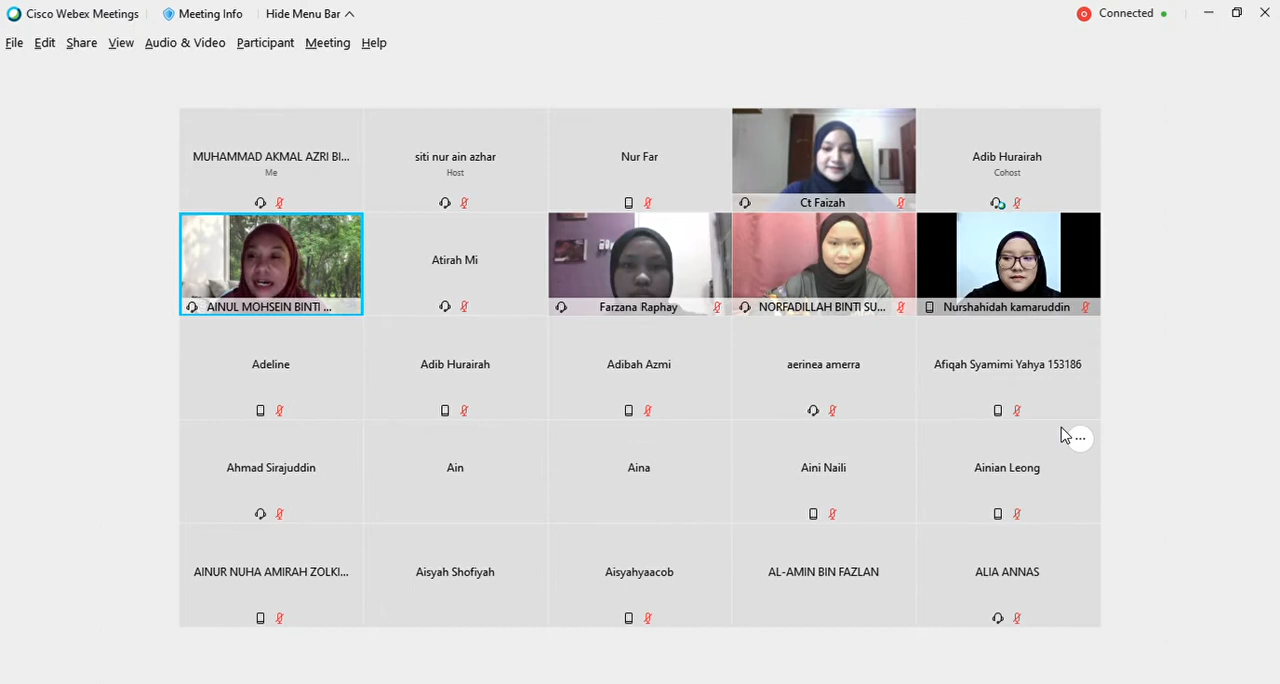 Cisco Webex Meetings Meeting Info Hide Menu Bar Connected
File Edit Share View Audio & Video Participant Meeting Help
MUHAMMAD AKMAL AZRI BI... siti nur ain azhar Nur Far Adib Hurairah
Me Host Cohost
Ct Faizah
Atirah Mi
AINUL MOHSEIN BINTI ... Farzana Raphay NORFADILLAH BINTI SU... Nurshahidah kamaruddin
Adeline Adib Hurairah Adibah Azmi aerinea amerra Afiqah Syamimi Yahya 153186
Ahmad Sirajuddin Ain Aina Aini Naili Ainian Leong
AINUR NUHA AMIRAH ZOLKI... Aisyah Shofiyah Aisyahyaacob AL-AMIN BIN FAZLAN ALIA ANNAS